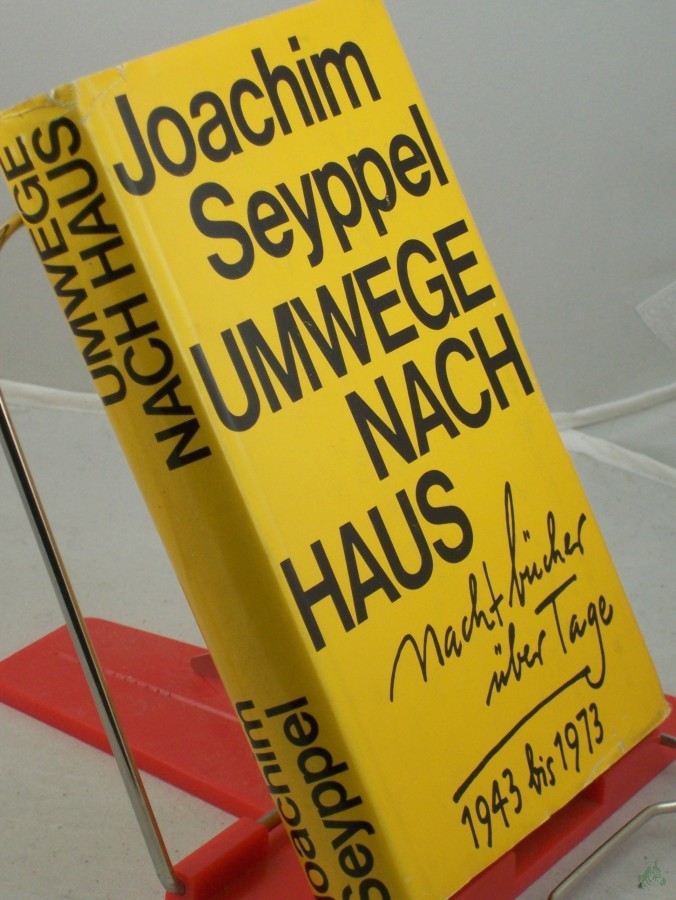 Joachim
Seyppel
UMWEGE
NACH
HAUS
Nachtbücher
über Tage
1943 bis 1973
UMWEGE
NACH HAUS
Joachim
Seyppel